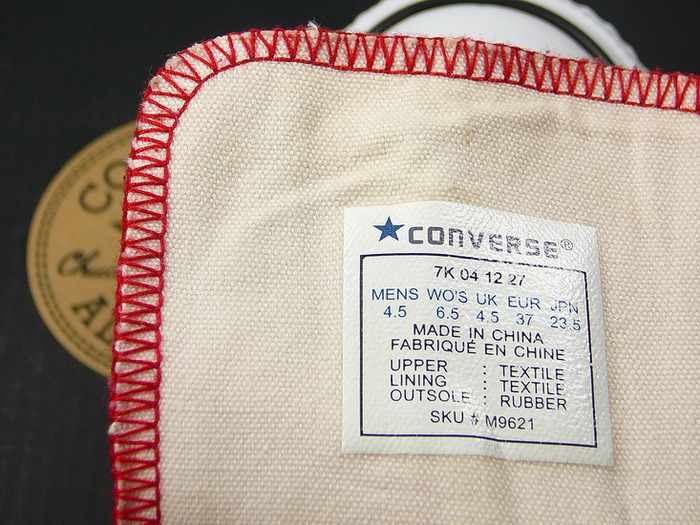 CONVERSE®
7K 04 12 27
MENS WO'S UK EUR JPN
4.5 6.5 4.5 37 23.5
MADE IN CHINA
FABRIQUÉ EN CHINE
UPPER : TEXTILE
LINING : TEXTILE
OUTSOLE : RUBBER
SKU # M9621